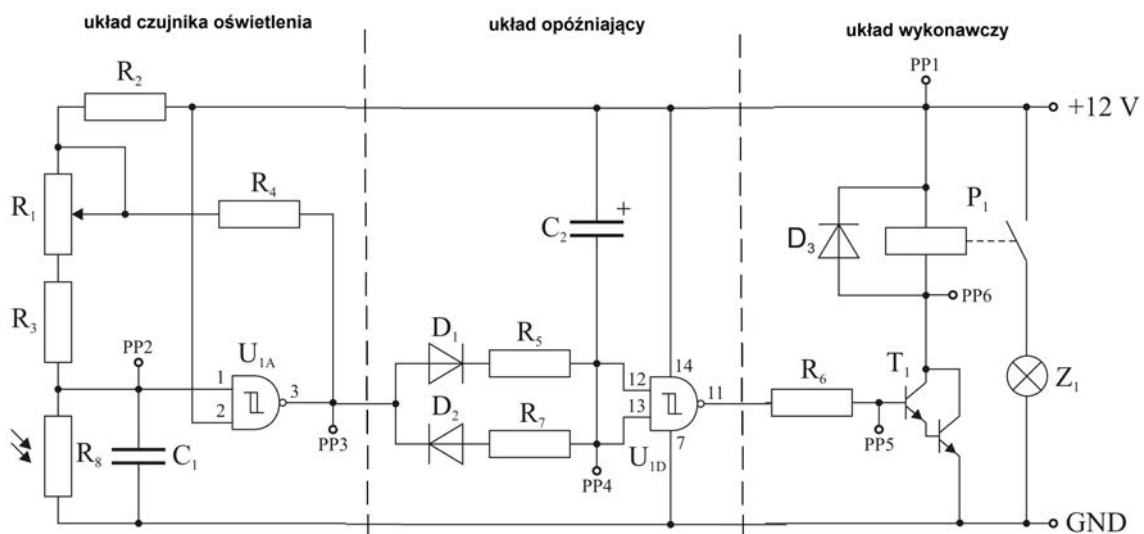 układ czujnika oświetlenia
układ opóźniający
układ wykonawczy
PP1
R2
+12 V
R4
R1
P1
C2
+
D3
PP6
R3
PP2
U1A
D1
R5
14
1
3
12
11
R6
T1
Z1
2
D2
R7
13
PP3
PP5
R8
C1
U1D
7
PP4
GND